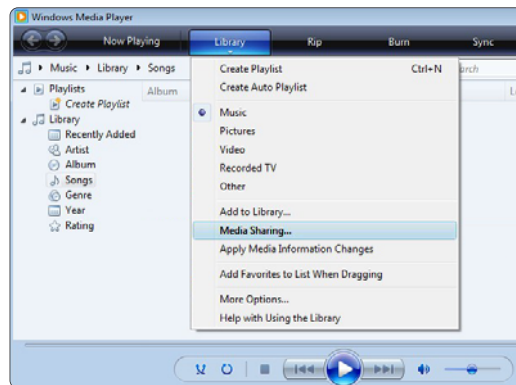 Windows Media Player
Now Playing Library Rip Burn Sync
Music Library Songs
Playlists Album
Create Playlist
Library
Recently Added
Artist
Album
Songs
Genre
Year
Rating
Create Playlist Ctrl+N
Create Auto Playlist
Music
Pictures
Video
Recorded TV
Other
Add to Library...
Media Sharing...
Apply Media Information Changes
Add Favorites to List When Dragging
More Options...
Help with Using the Library